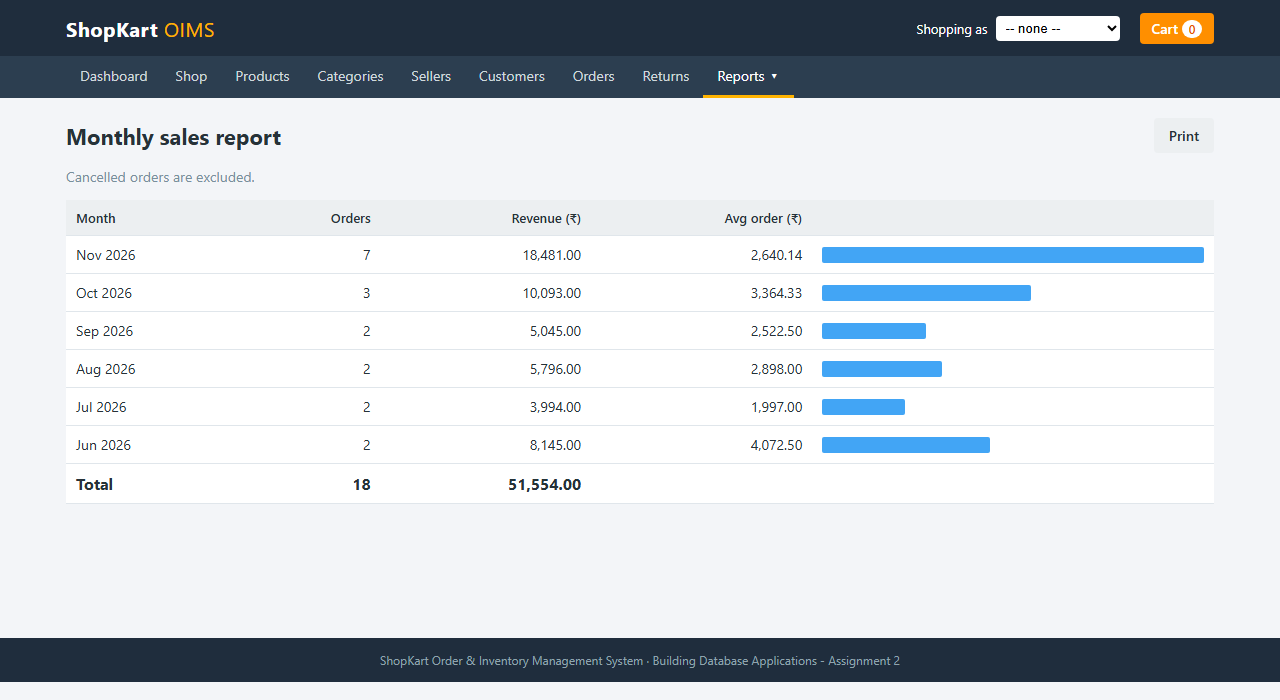 ShopKart OIMS
Shopping as -- none -- Cart 0
Dashboard Shop Products Categories Sellers Customers Orders Returns Reports ▼
Monthly sales report
Print
Cancelled orders are excluded.
Month Orders Revenue (₹) Avg order (₹)
Nov 2026 7 18,481.00 2,640.14
Oct 2026 3 10,093.00 3,364.33
Sep 2026 2 5,045.00 2,522.50
Aug 2026 2 5,796.00 2,898.00
Jul 2026 2 3,994.00 1,997.00
Jun 2026 2 8,145.00 4,072.50
Total 18 51,554.00
ShopKart Order & Inventory Management System · Building Database Applications - Assignment 2